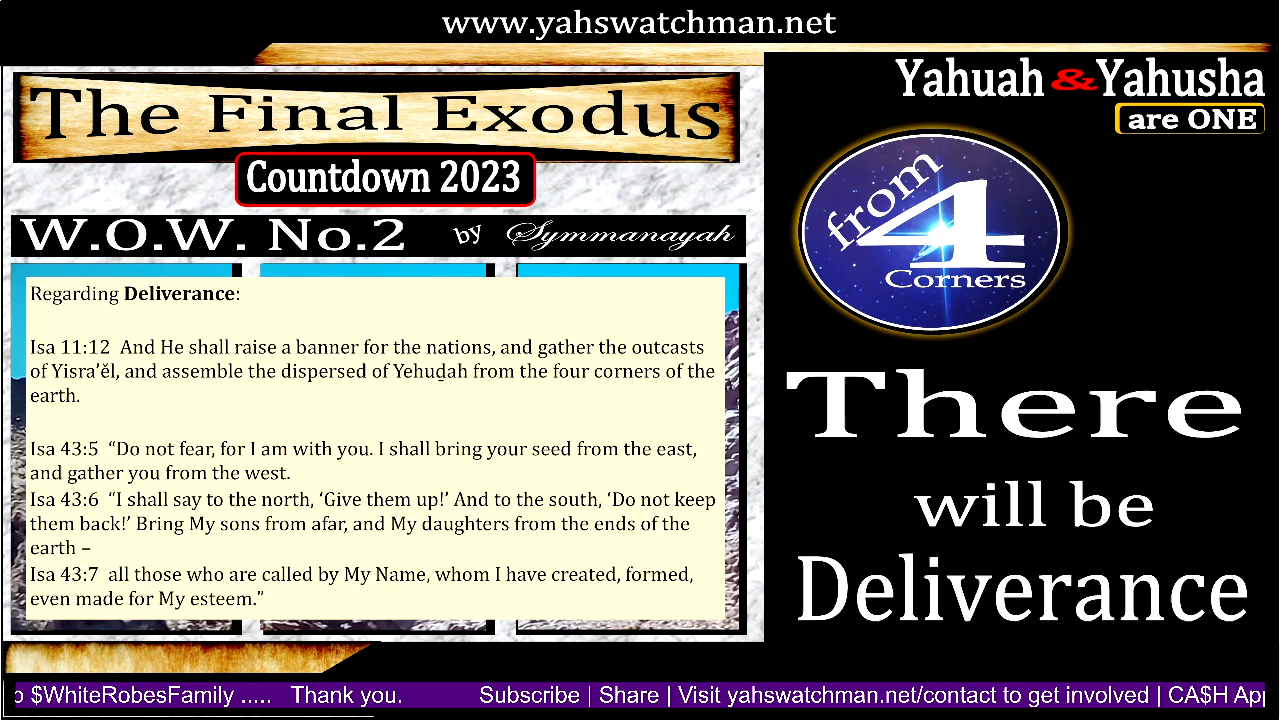 www.yahswatchman.net
The Final Exodus
Countdown 2023
W.O.W. No.2 by Symmanayah
Regarding Deliverance:
Isa 11:12 And He shall raise a banner for the nations, and gather the outcasts
of Yisra’ĕl, and assemble the dispersed of Yehuḏah from the four corners of the
earth.
Isa 43:5 “Do not fear, for I am with you. I shall bring your seed from the east,
and gather you from the west.
Isa 43:6 “I shall say to the north, ‘Give them up!’ And to the south, ‘Do not keep
them back!’ Bring My sons from afar, and My daughters from the ends of the
earth –
Isa 43:7 all those who are called by My Name, whom I have created, formed,
even made for My esteem.”
Yahuah & Yahusha
are ONE
from
4
Corners
There
will be
Deliverance
$WhiteRobesFamily ..... Thank you. Subscribe | Share | Visit yahswatchman.net/contact to get involved | CA$H App